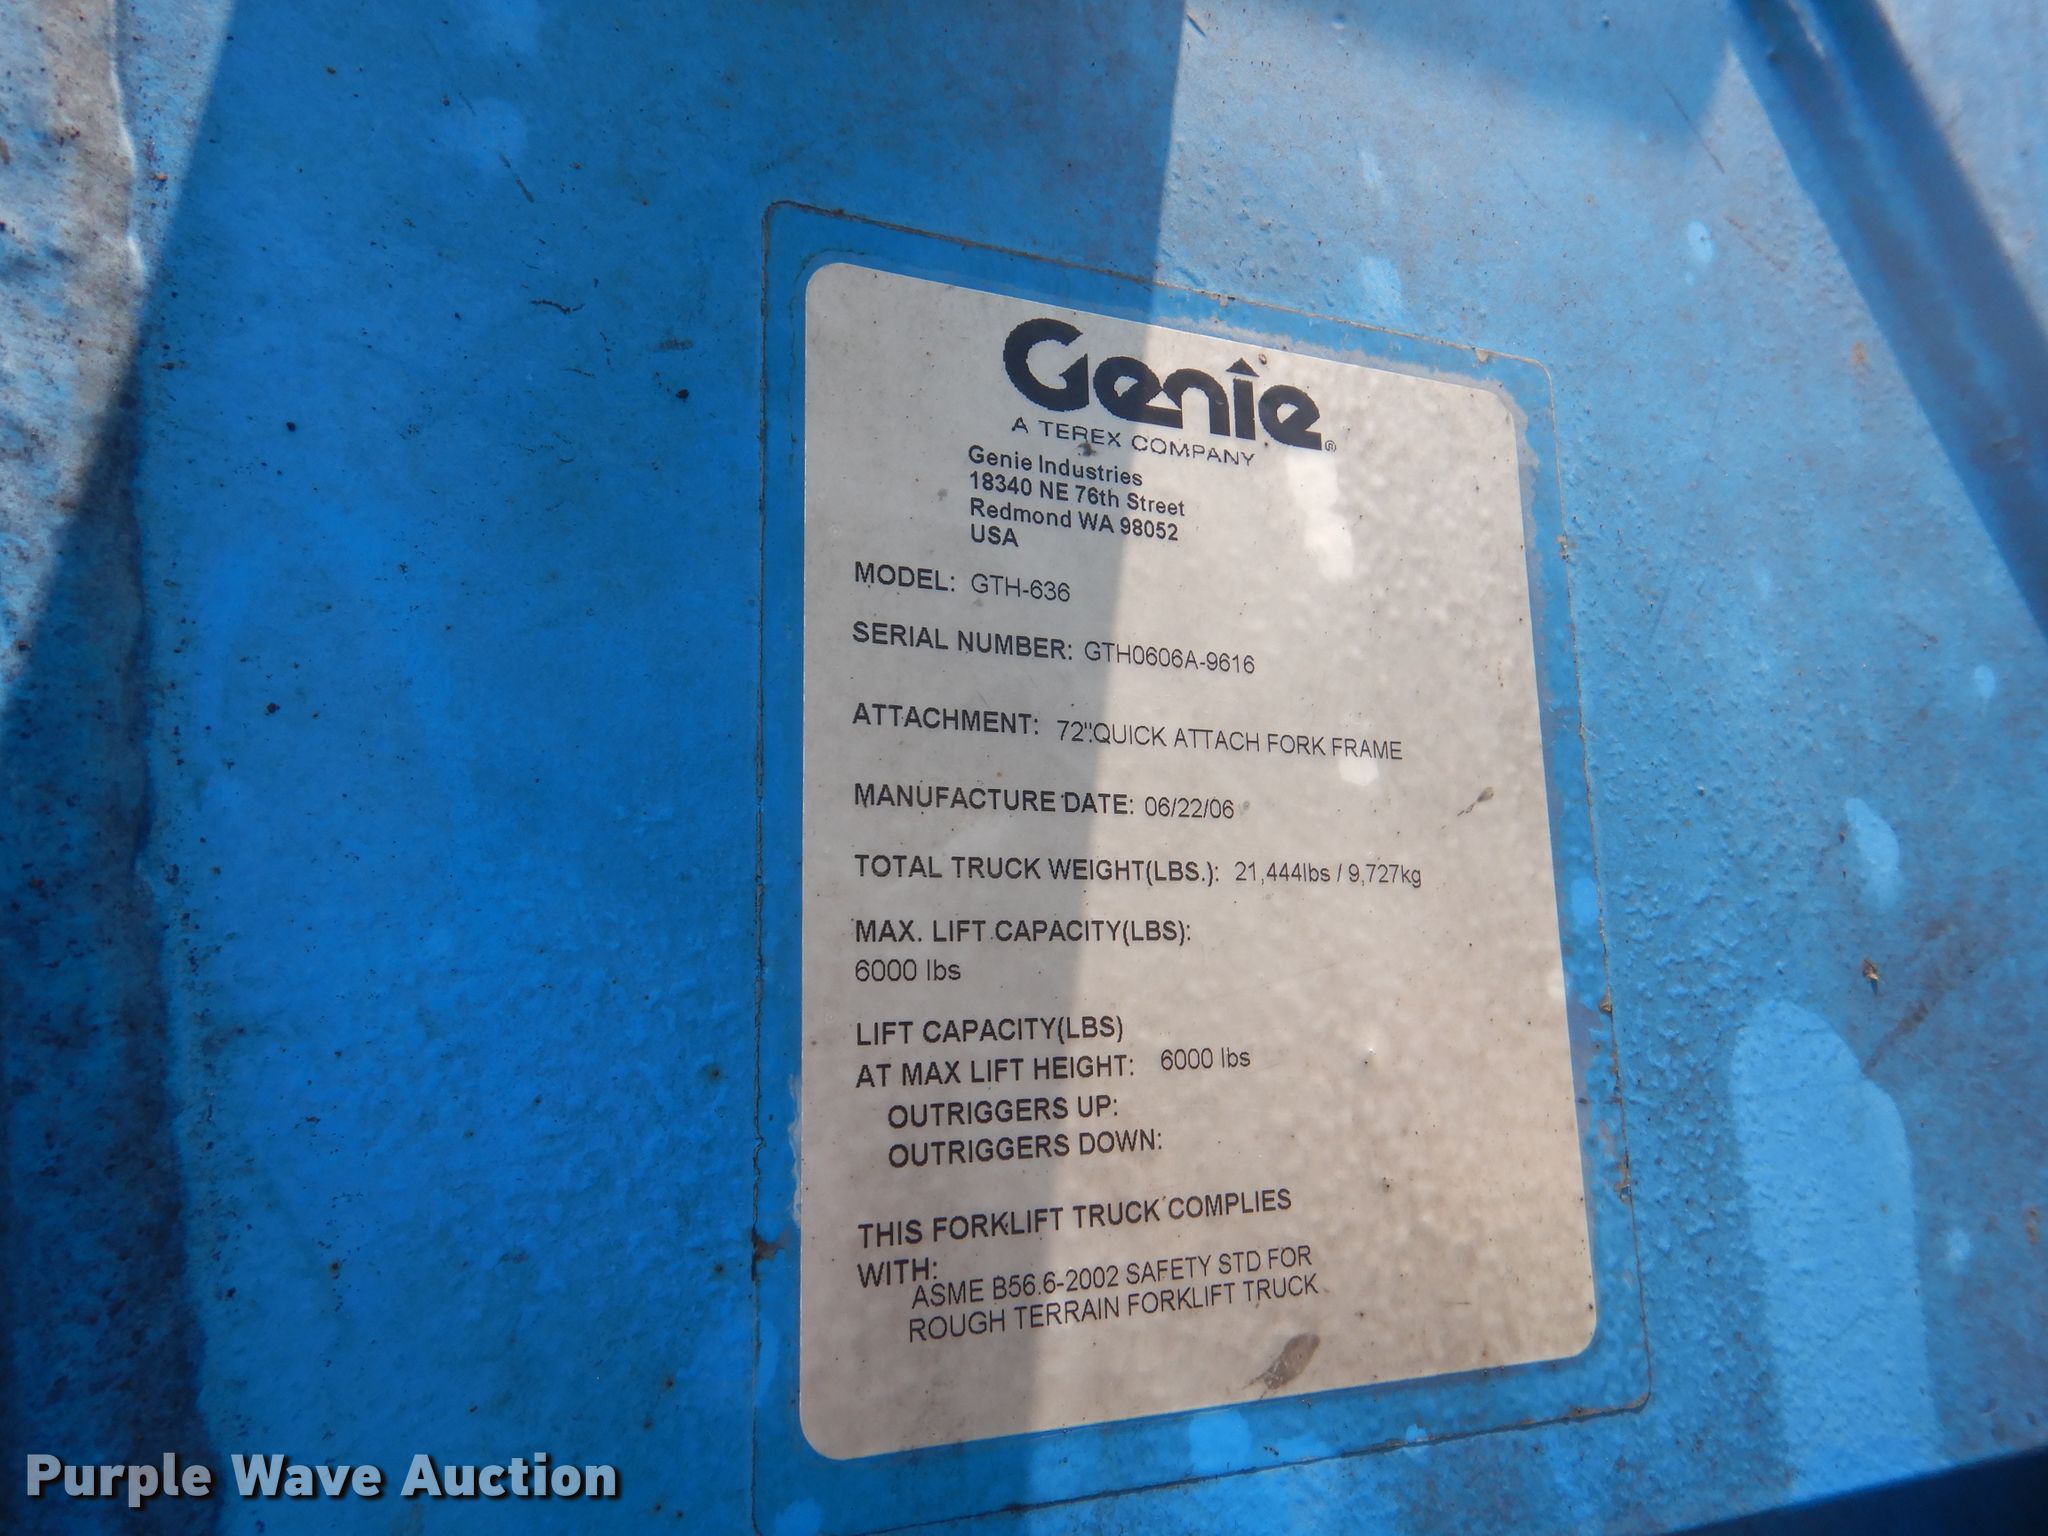 Genie®
A TEREX COMPANY
Genie Industries
18340 NE 76th Street
Redmond WA 98052
USA
MODEL: GTH-636
SERIAL NUMBER: GTH0606A-9616
ATTACHMENT: 72" QUICK ATTACH FORK FRAME
MANUFACTURE DATE: 06/22/06
TOTAL TRUCK WEIGHT(LBS.): 21,444lbs / 9,727kg
MAX. LIFT CAPACITY(LBS):
6000 lbs
LIFT CAPACITY(LBS)
AT MAX LIFT HEIGHT: 6000 lbs
OUTRIGGERS UP:
OUTRIGGERS DOWN:
THIS FORKLIFT TRUCK COMPLIES
WITH:
ASME B56.6-2002 SAFETY STD FOR
ROUGH TERRAIN FORKLIFT TRUCK
Purple Wave Auction